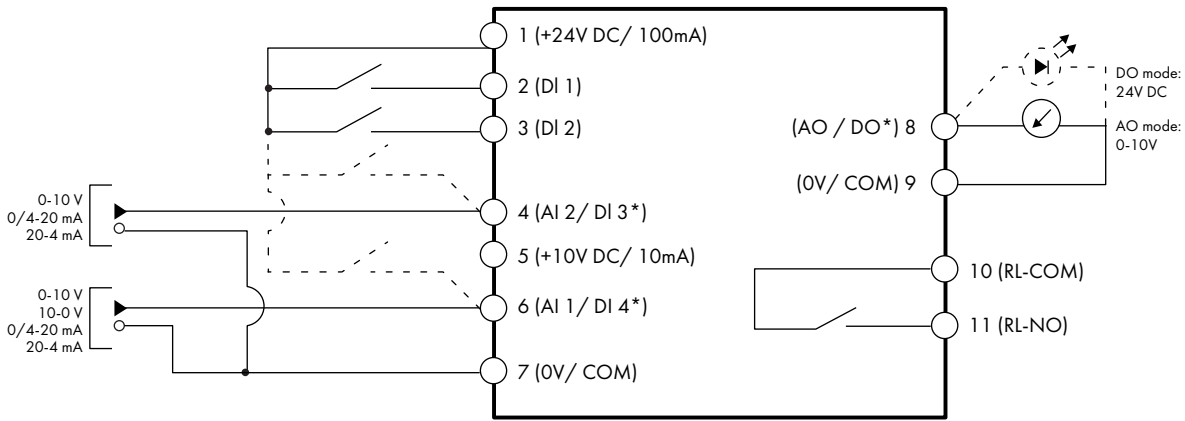 1 (+24V DC/ 100mA)
2 (DI 1)
3 (DI 2)
4 (AI 2/ DI 3*)
5 (+10V DC/ 10mA)
6 (AI 1/ DI 4*)
7 (0V/ COM)
0-10 V
0/4-20 mA
20-4 mA
0-10 V
10-0 V
0/4-20 mA
20-4 mA
(AO / DO*) 8
(0V/ COM) 9
10 (RL-COM)
11 (RL-NO)
DO mode:
24V DC
AO mode:
0-10V